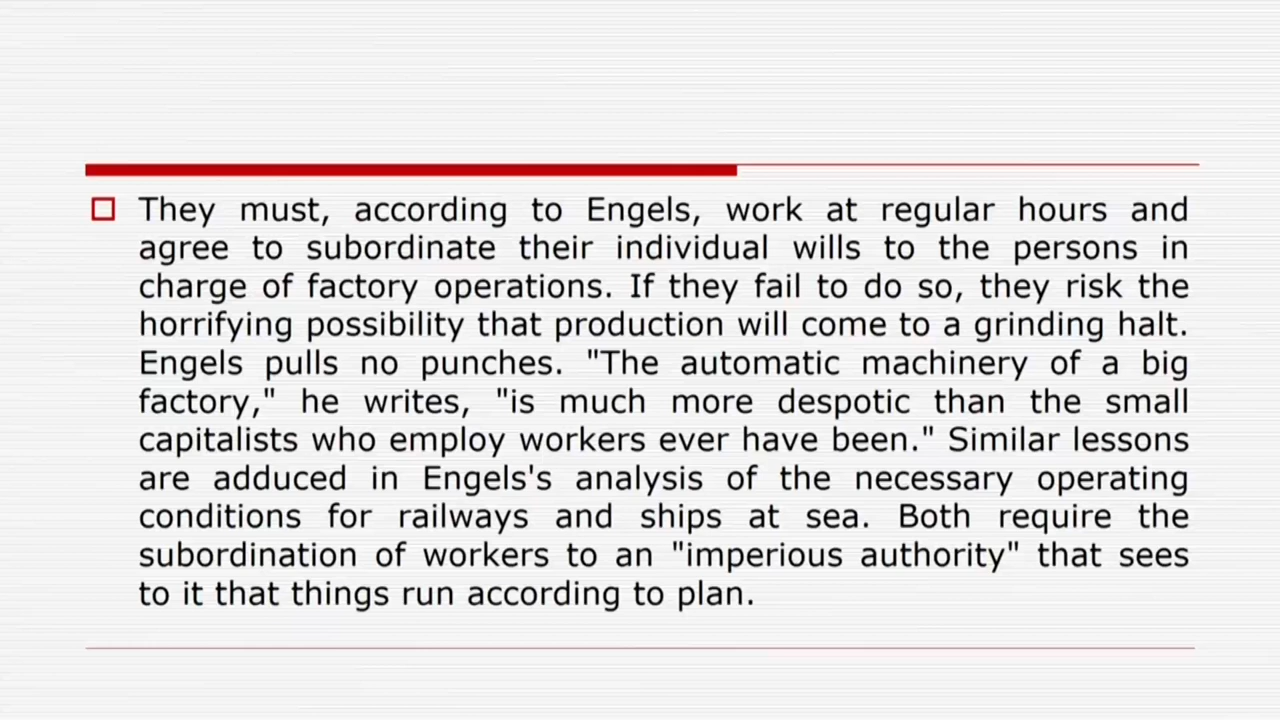 They must, according to Engels, work at regular hours and
agree to subordinate their individual wills to the persons in
charge of factory operations. If they fail to do so, they risk the
horrifying possibility that production will come to a grinding halt.
Engels pulls no punches. "The automatic machinery of a big
factory," he writes, "is much more despotic than the small
capitalists who employ workers ever have been." Similar lessons
are adduced in Engels's analysis of the necessary operating
conditions for railways and ships at sea. Both require the
subordination of workers to an "imperious authority" that sees
to it that things run according to plan.